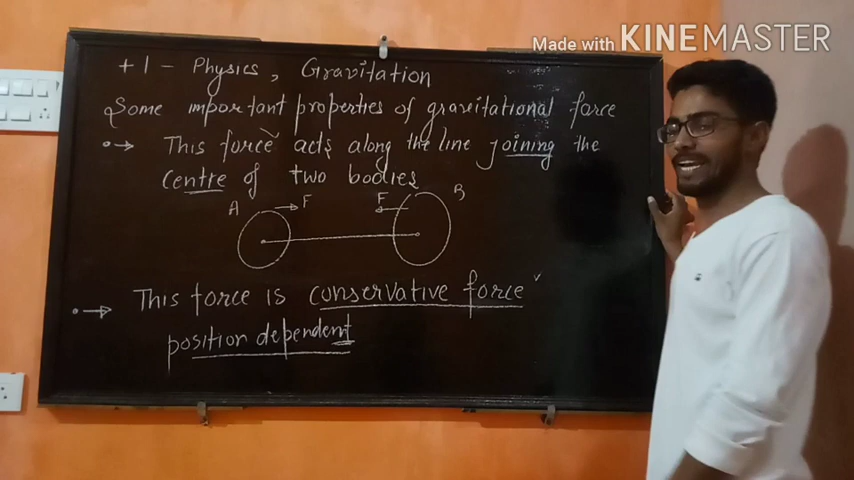 Made with KINEMASTER
+1 - Physics, Gravitation
Some important properties of gravitational force
This force acts along the line joining the
centre of two bodies
A F F B
This force is conservative force
position dependent